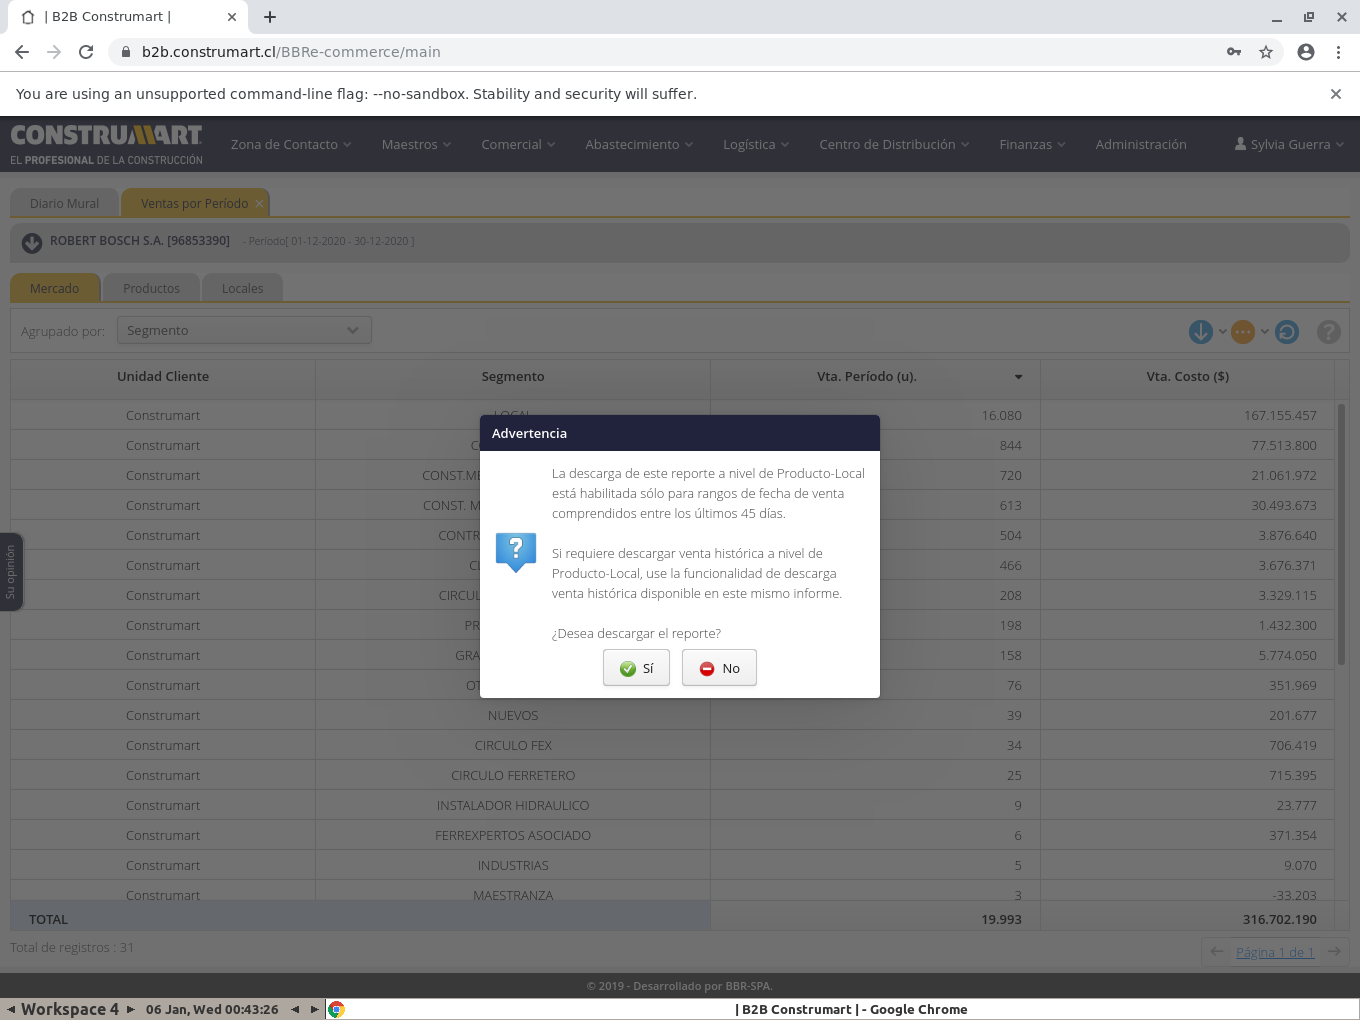 | B2B Construmart |
b2b.construmart.cl/BBRe-commerce/main
You are using an unsupported command-line flag: --no-sandbox. Stability and security will suffer.
CONSTRUMART
EL PROFESIONAL DE LA CONSTRUCCIÓN
Zona de Contacto Maestros Comercial Abastecimiento Logística Centro de Distribución Finanzas Administración Sylvia Guerra
Diario Mural Ventas por Período
ROBERT BOSCH S.A. [96853390] - Período[ 01-12-2020 - 30-12-2020 ]
Mercado Productos Locales
Agrupado por: Segmento
Unidad Cliente Segmento Vta. Período (u). Vta. Costo ($)
Construmart LOCAL 16.080 167.155.457
Construmart 844 77.513.800
Construmart CONST.ME 720 21.061.972
Construmart CONST. M 613 30.493.673
Construmart CONTR 504 3.876.640
Construmart 466 3.676.371
Construmart CIRCUL 208 3.329.115
Construmart PR 198 1.432.300
Construmart GRA 158 5.774.050
Construmart OT 76 351.969
Construmart NUEVOS 39 201.677
Construmart CIRCULO FEX 34 706.419
Construmart CIRCULO FERRETERO 25 715.395
Construmart INSTALADOR HIDRAULICO 9 23.777
Construmart FERREXPERTOS ASOCIADO 6 371.354
Construmart INDUSTRIAS 5 9.070
Construmart MAESTRANZA 3 -33.203
TOTAL 19.993 316.702.190
Total de registros : 31
Página 1 de 1
Su opinión
Advertencia
La descarga de este reporte a nivel de Producto-Local
está habilitada sólo para rangos de fecha de venta
comprendidos entre los últimos 45 días.
Si requiere descargar venta histórica a nivel de
Producto-Local, use la funcionalidad de descarga
venta histórica disponible en este mismo informe.
¿Desea descargar el reporte?
Sí No
© 2019 - Desarrollado por BBR-SPA.
Workspace 4 06 Jan, Wed 00:43:26 | B2B Construmart | - Google Chrome